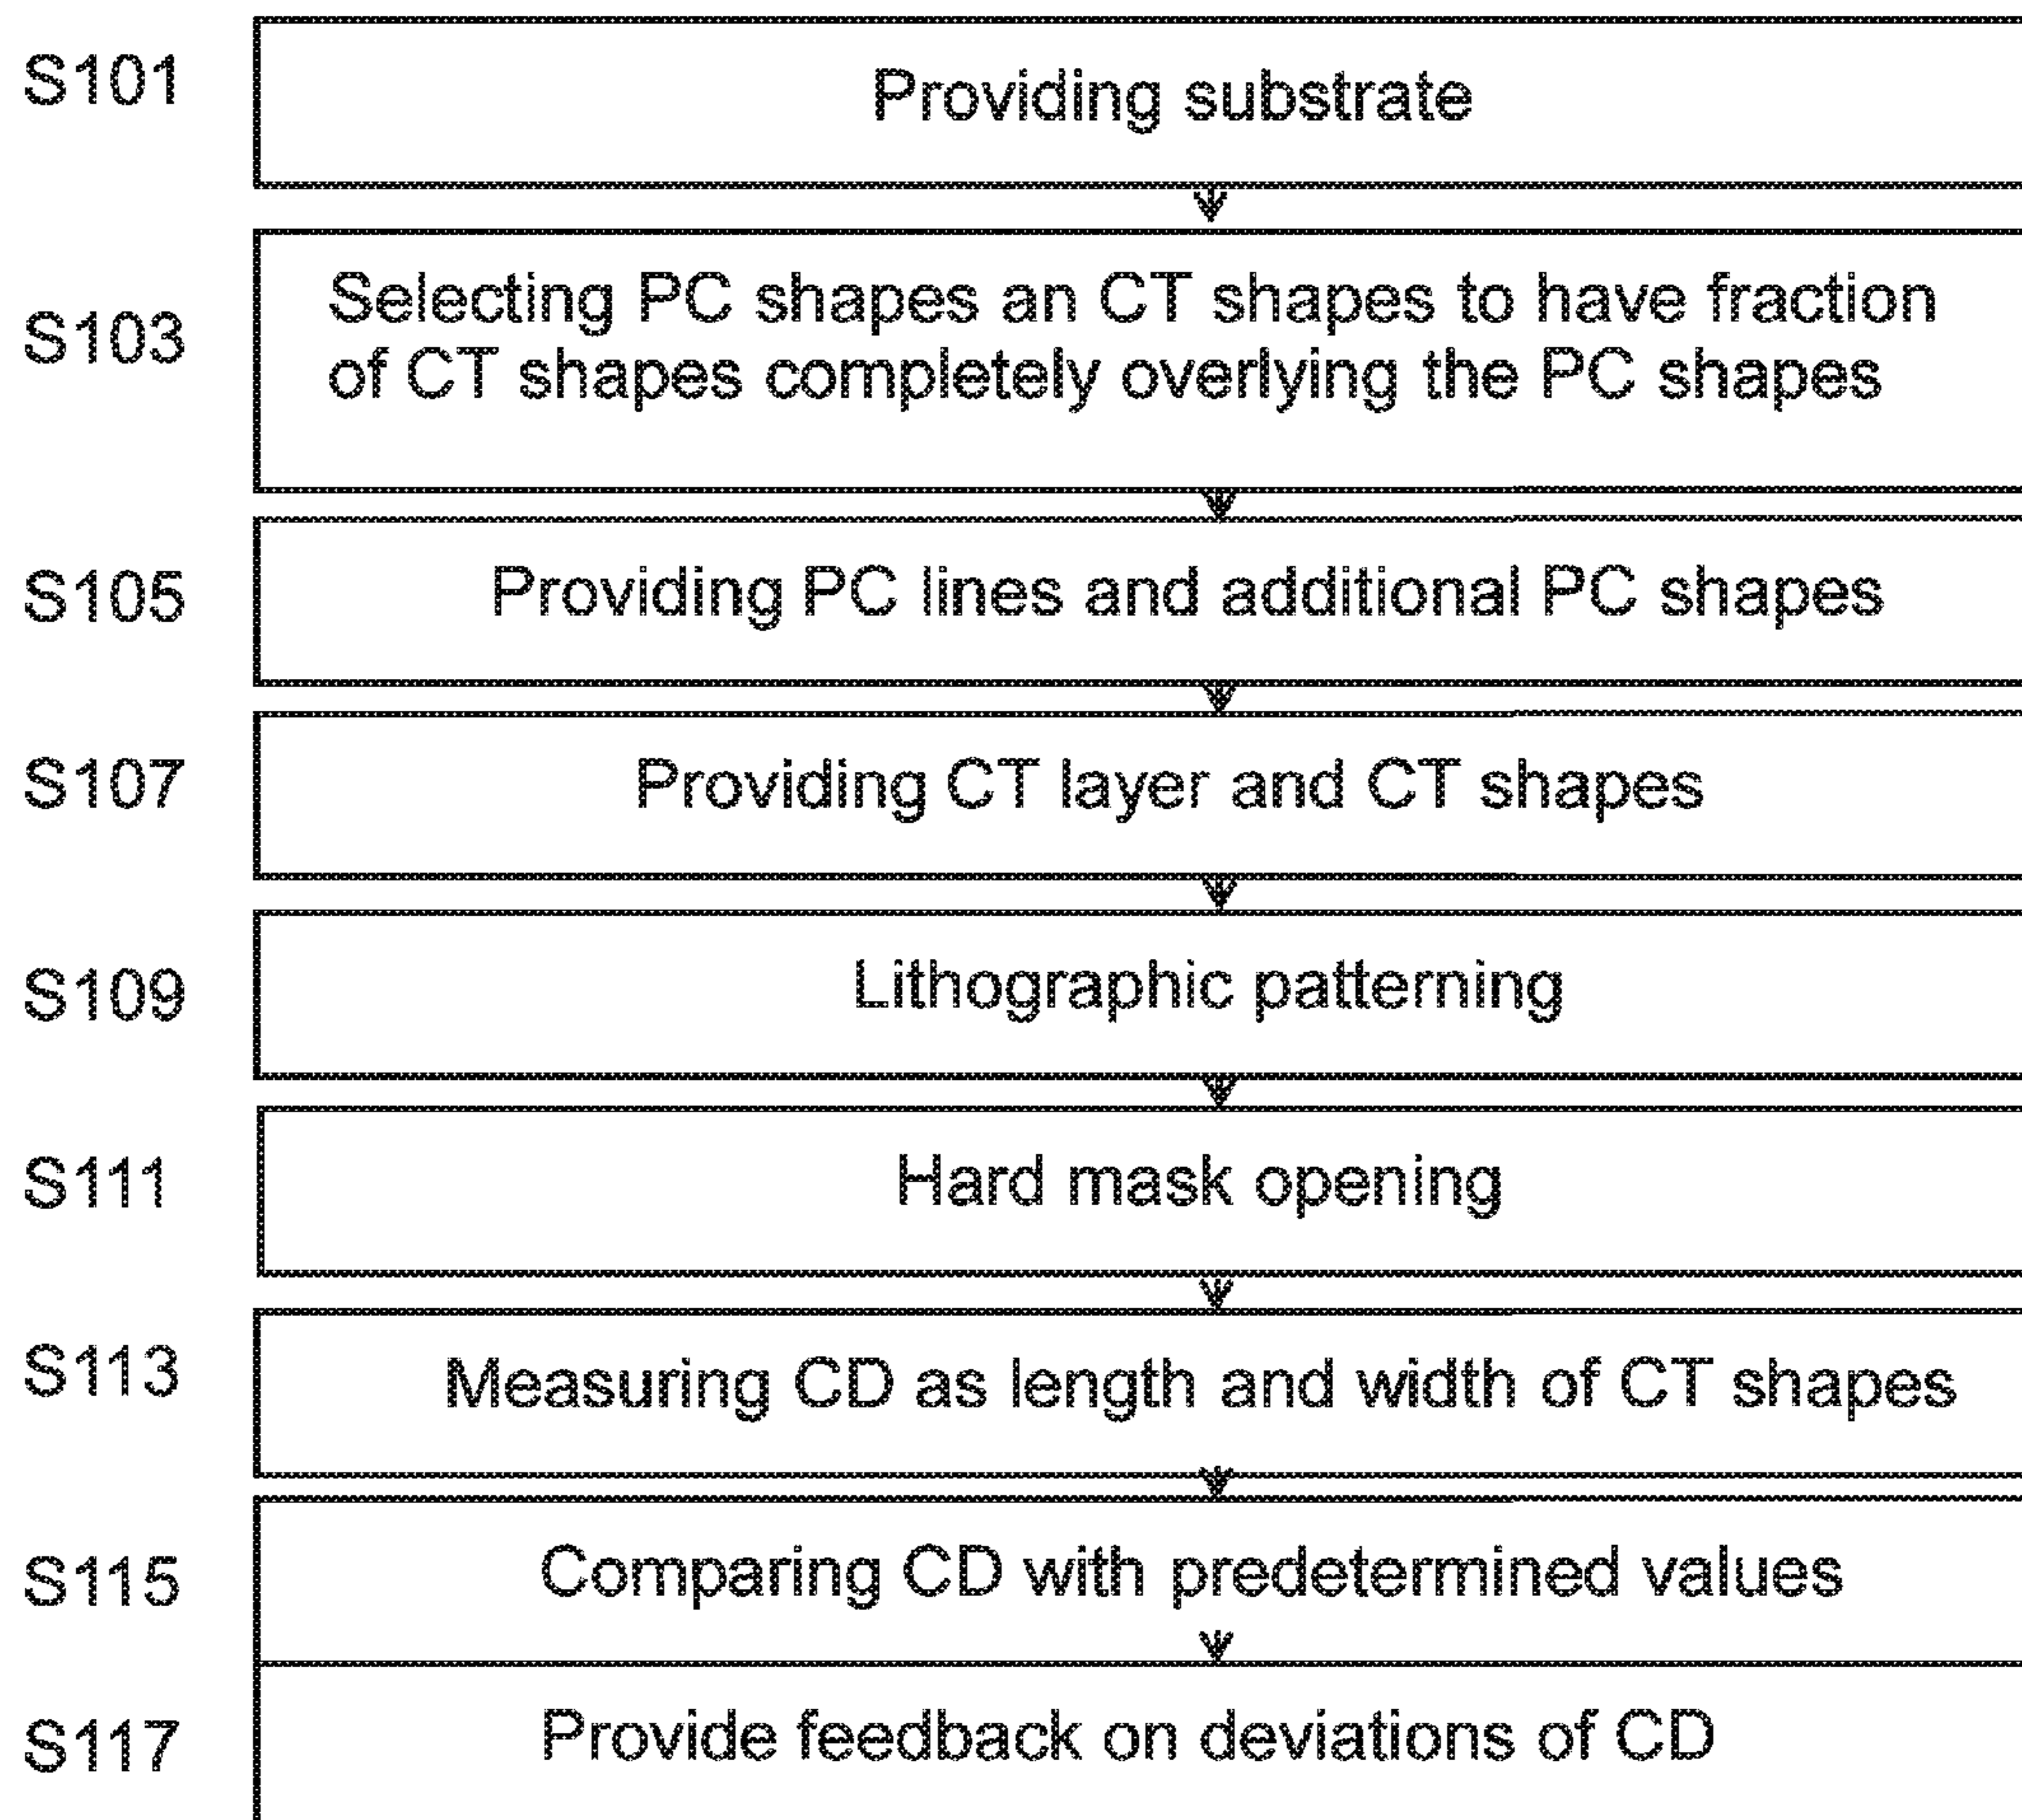 S101
Providing substrate
S103
Selecting PC shapes an CT shapes to have fraction
of CT shapes completely overlying the PC shapes
S105
Providing PC lines and additional PC shapes
S107
Providing CT layer and CT shapes
S109
Lithographic patterning
S111
Hard mask opening
S113
Measuring CD as length and width of CT shapes
S115
Comparing CD with predetermined values
S117
Provide feedback on deviations of CD